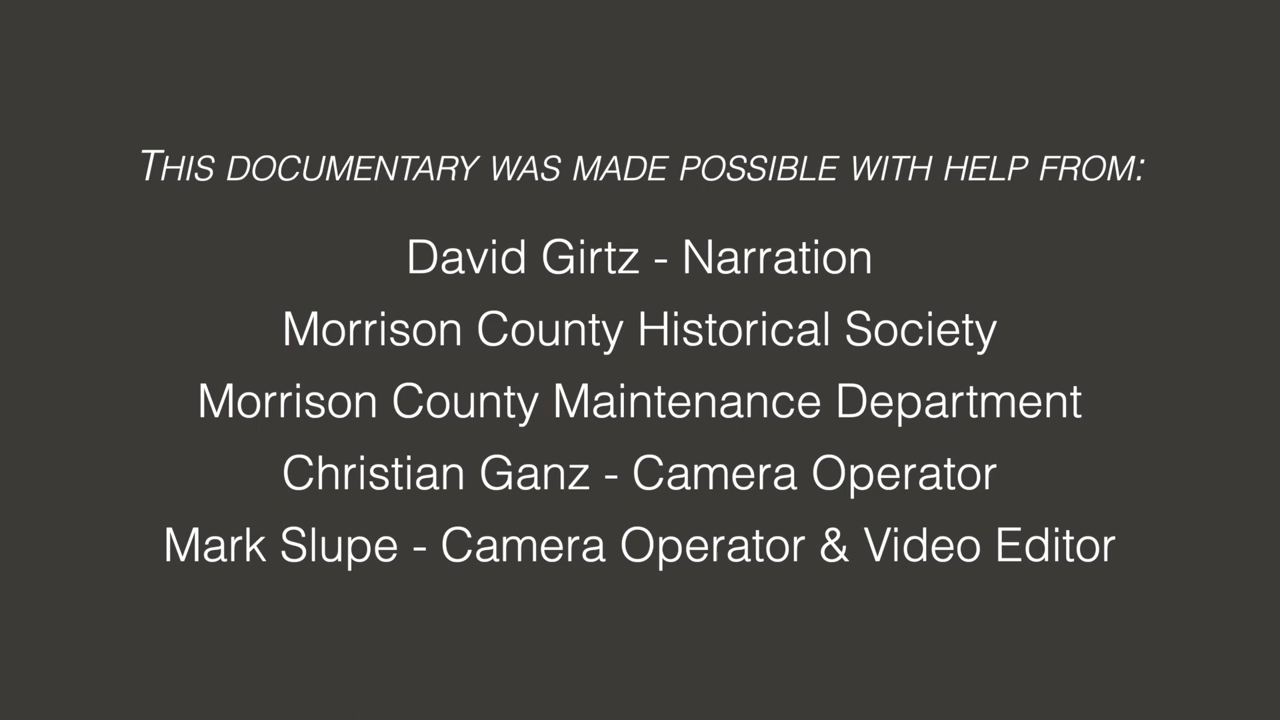 THIS DOCUMENTARY WAS MADE POSSIBLE WITH HELP FROM:
David Girtz - Narration
Morrison County Historical Society
Morrison County Maintenance Department
Christian Ganz - Camera Operator
Mark Slupe - Camera Operator & Video Editor